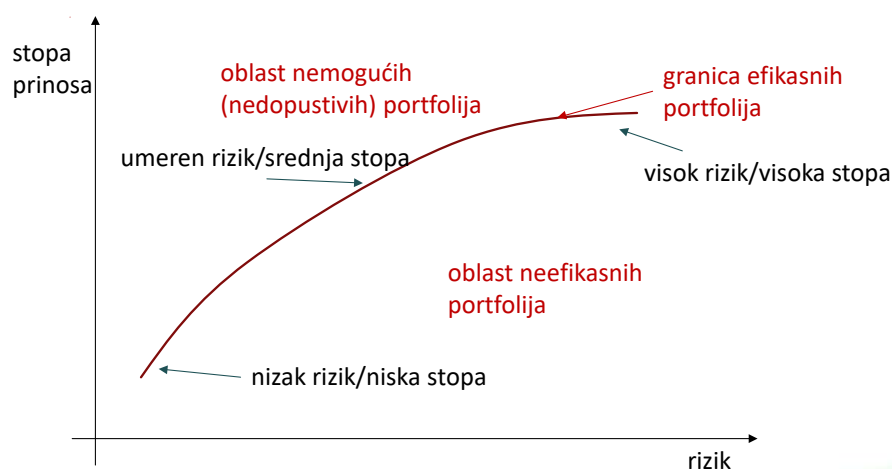 stopa
prinosa
oblast nemogućih
(nedopustivih) portfolija
granica efikasnih
portfolija
umeren rizik/srednja stopa
visok rizik/visoka stopa
oblast neefikasnih
portfolija
nizak rizik/niska stopa
rizik